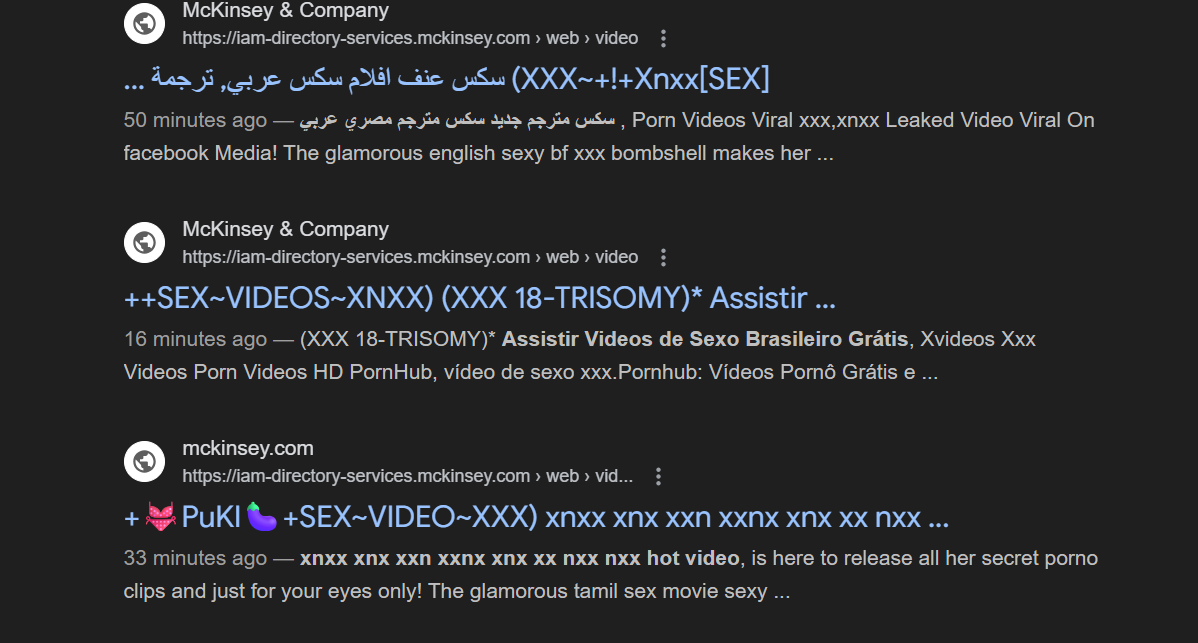 McKinsey & Company
https://iam-directory-services.mckinsey.com › web › video
... سكس عنف افلام سكس عربي, ترجمة (XXX~+!+Xnxx[SEX]
50 minutes ago — سكس مترجم جديد سكس مترجم مصري عربي , Porn Videos Viral xxx,xnxx Leaked Video Viral On
facebook Media! The glamorous english sexy bf xxx bombshell makes her ...
McKinsey & Company
https://iam-directory-services.mckinsey.com › web › video
++SEX~VIDEOS~XNXX) (XXX 18-TRISOMY)* Assistir ...
16 minutes ago — (XXX 18-TRISOMY)* Assistir Videos de Sexo Brasileiro Grátis, Xvideos Xxx
Videos Porn Videos HD PornHub, vídeo de sexo xxx.Pornhub: Vídeos Pornô Grátis e ...
mckinsey.com
https://iam-directory-services.mckinsey.com › web › vid...
+👙PuKI🍆+SEX~VIDEO~XXX) xnxx xnx xxn xxnx xnx xx nxx ...
33 minutes ago — xnxx xnx xxn xxnx xnx xx nxx nxx hot video, is here to release all her secret porno
clips and just for your eyes only! The glamorous tamil sex movie sexy ...